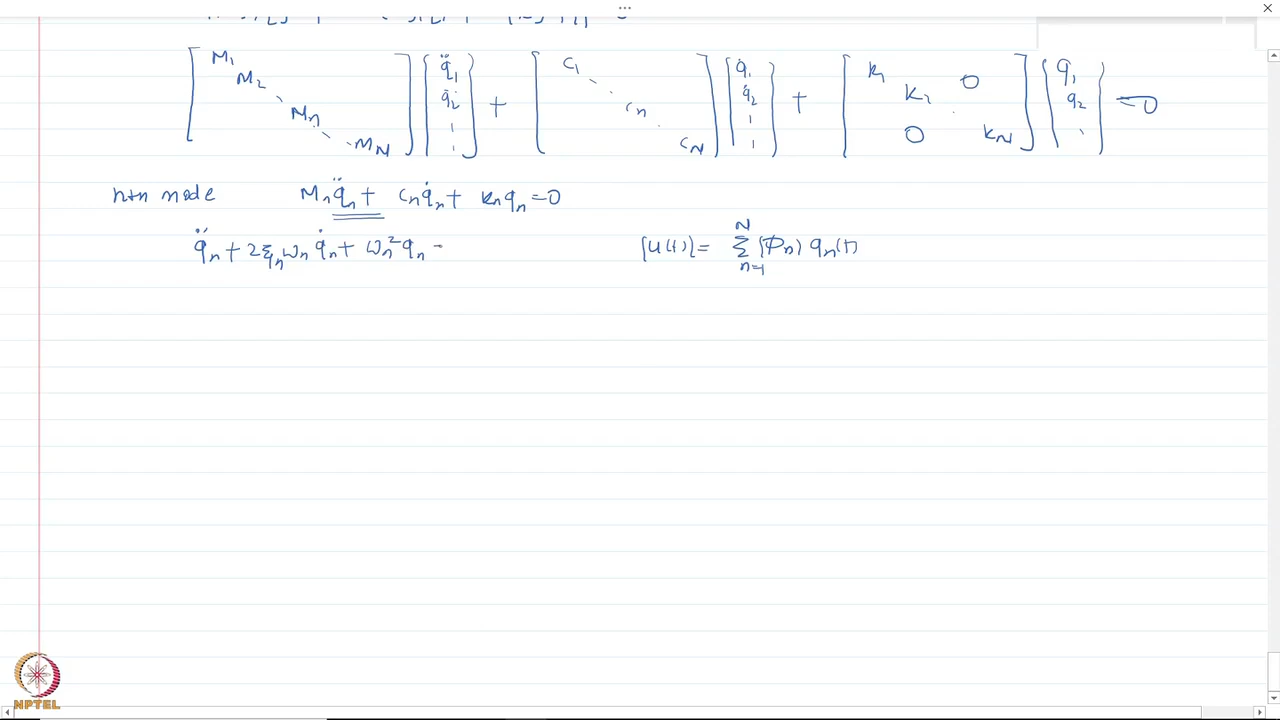 [M1 M2 ⋱ Mn ⋱ MN] {q̈1 q̈2 ⋮} + [C1 ⋱ Cn ⋱ CN] {q̇1 q̇2 ⋮} + [K1 K2 0 ⋱ 0 KN] {q1 q2 ⋮} = 0
nth mode Mn q̈n + Cn q̇n + Kn qn = 0
q̈n + 2ξn ωn q̇n + ωn² qn - {u(t)} = Σ n=1 N {Φn} qn(t)
NPTEL